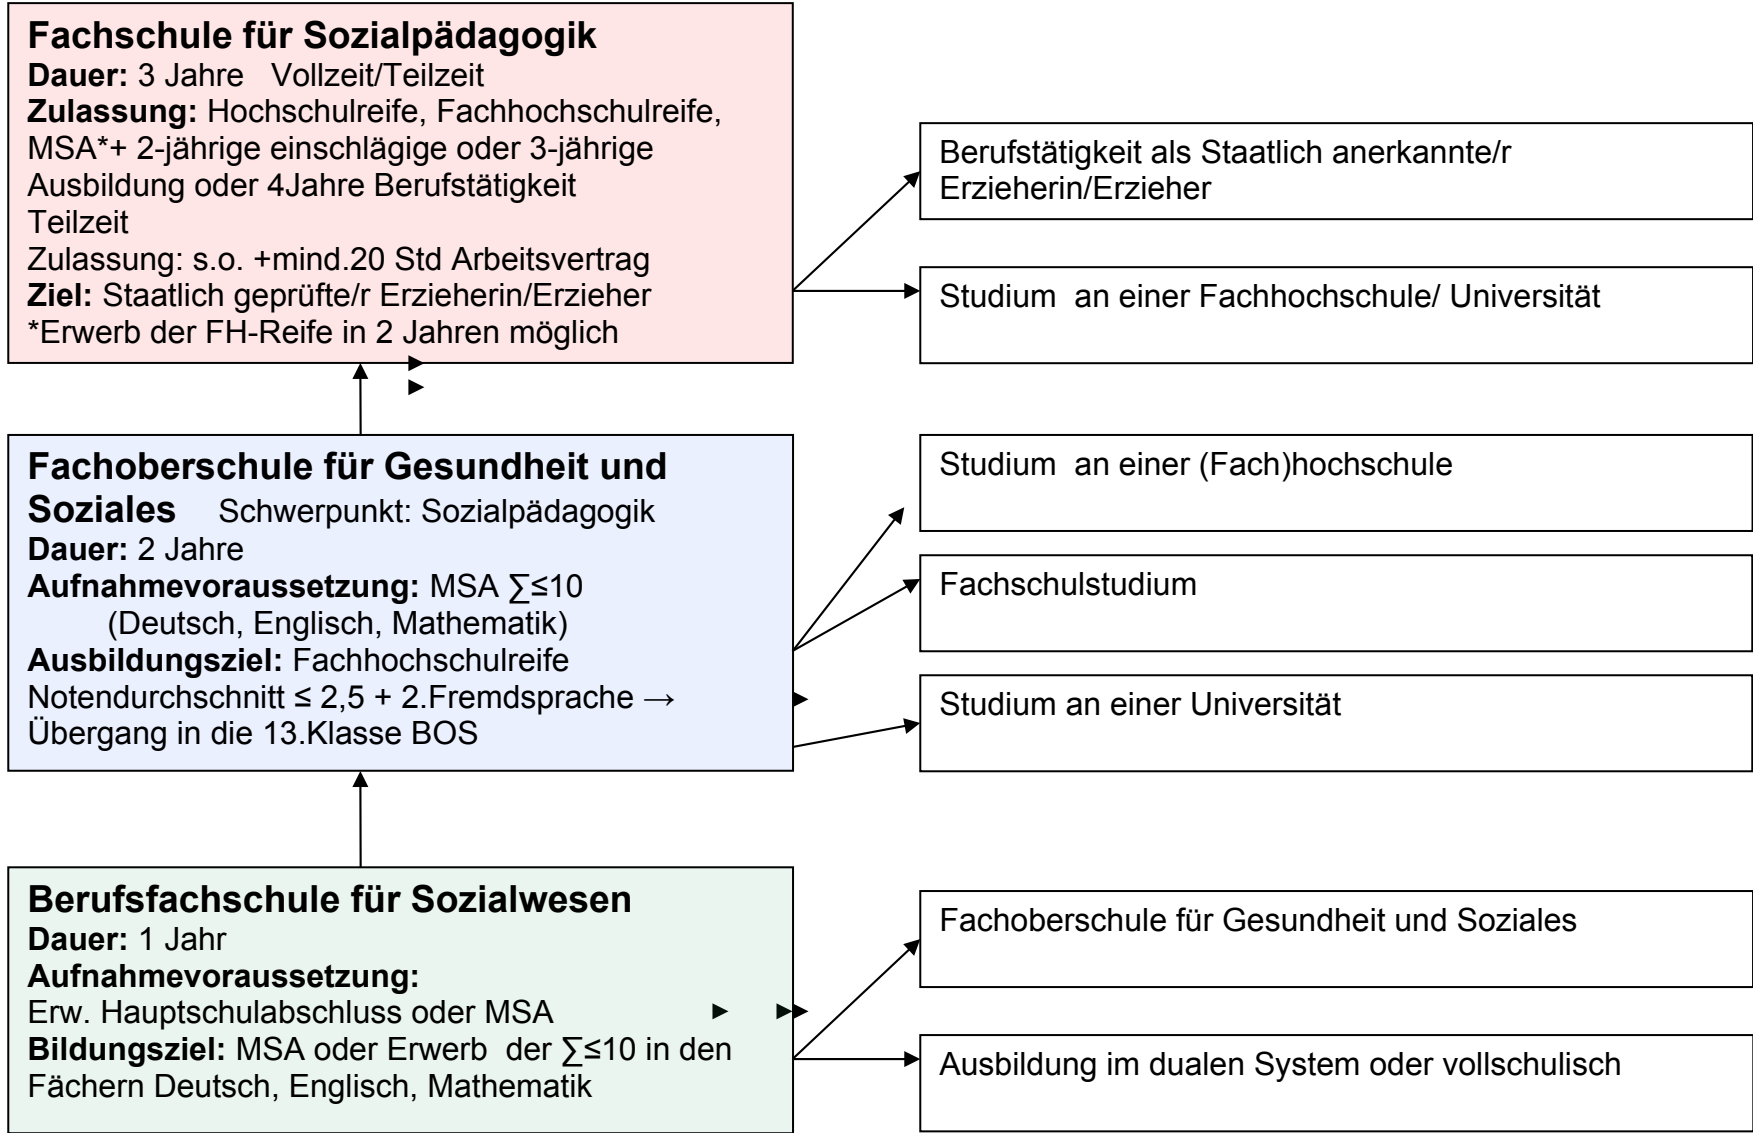 Fachschule für Sozialpädagogik
Dauer: 3 Jahre Vollzeit/Teilzeit
Zulassung: Hochschulreife, Fachhochschulreife,
MSA*+ 2-jährige einschlägige oder 3-jährige
Ausbildung oder 4Jahre Berufstätigkeit
Teilzeit
Zulassung: s.o. +mind.20 Std Arbeitsvertrag
Ziel: Staatlich geprüfte/r Erzieherin/Erzieher
*Erwerb der FH-Reife in 2 Jahren möglich
Berufstätigkeit als Staatlich anerkannte/r
Erzieherin/Erzieher
Studium an einer Fachhochschule/ Universität
Fachoberschule für Gesundheit und
Soziales Schwerpunkt: Sozialpädagogik
Dauer: 2 Jahre
Aufnahmevoraussetzung: MSA ∑≤10
(Deutsch, Englisch, Mathematik)
Ausbildungsziel: Fachhochschulreife
Notendurchschnitt ≤ 2,5 + 2.Fremdsprache →
Übergang in die 13.Klasse BOS
Studium an einer (Fach)hochschule
Fachschulstudium
Studium an einer Universität
Berufsfachschule für Sozialwesen
Dauer: 1 Jahr
Aufnahmevoraussetzung:
Erw. Hauptschulabschluss oder MSA
Bildungsziel: MSA oder Erwerb der ∑≤10 in den
Fächern Deutsch, Englisch, Mathematik
Fachoberschule für Gesundheit und Soziales
Ausbildung im dualen System oder vollschulisch